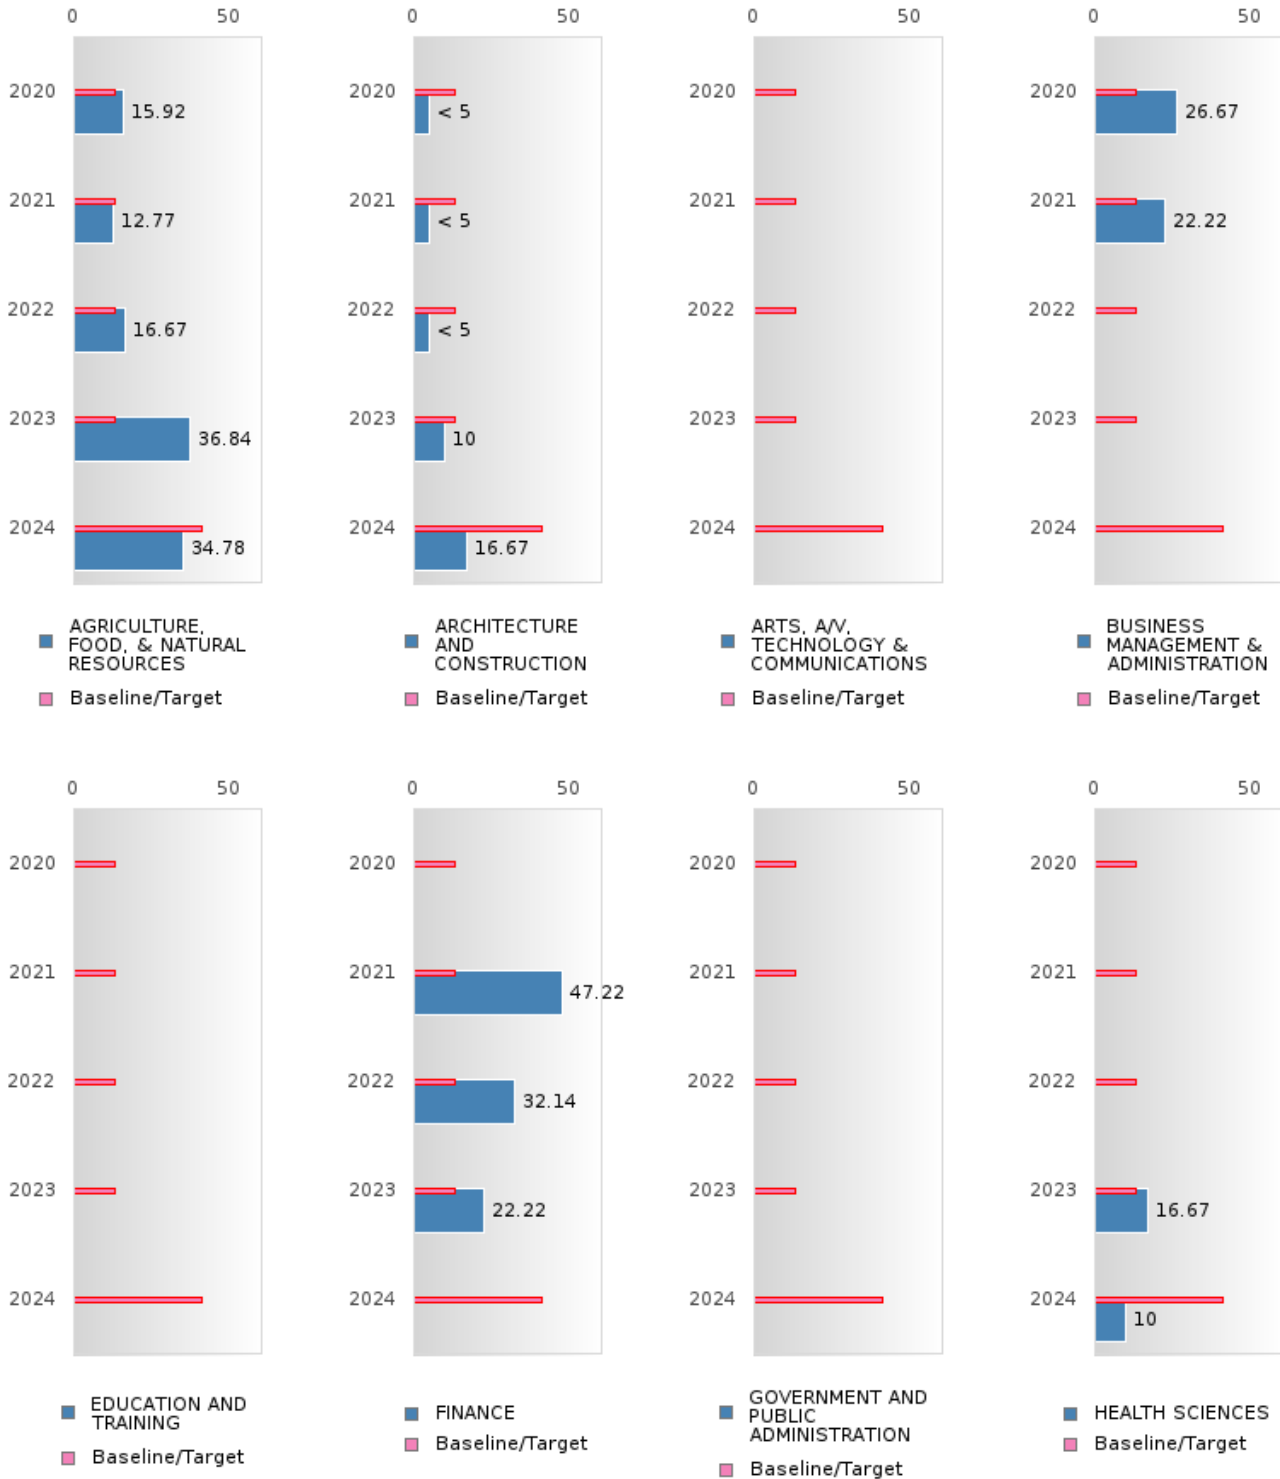 0 50
2020
15.92
2021
12.77
2022
16.67
2023
36.84
2024
34.78
AGRICULTURE,
FOOD, & NATURAL
RESOURCES
Baseline/Target
0 50
2020
< 5
2021
< 5
2022
< 5
2023
10
2024
16.67
ARCHITECTURE
AND
CONSTRUCTION
Baseline/Target
0 50
2020
2021
2022
2023
2024
ARTS, A/V,
TECHNOLOGY &
COMMUNICATIONS
Baseline/Target
0 50
2020
26.67
2021
22.22
2022
2023
2024
BUSINESS
MANAGEMENT &
ADMINISTRATION
Baseline/Target
0 50
2020
2021
2022
2023
2024
EDUCATION AND
TRAINING
Baseline/Target
0 50
2020
2021
47.22
2022
32.14
2023
22.22
2024
FINANCE
Baseline/Target
0 50
2020
2021
2022
2023
2024
GOVERNMENT AND
PUBLIC
ADMINISTRATION
Baseline/Target
0 50
2020
2021
2022
2023
16.67
2024
10
HEALTH SCIENCES
Baseline/Target